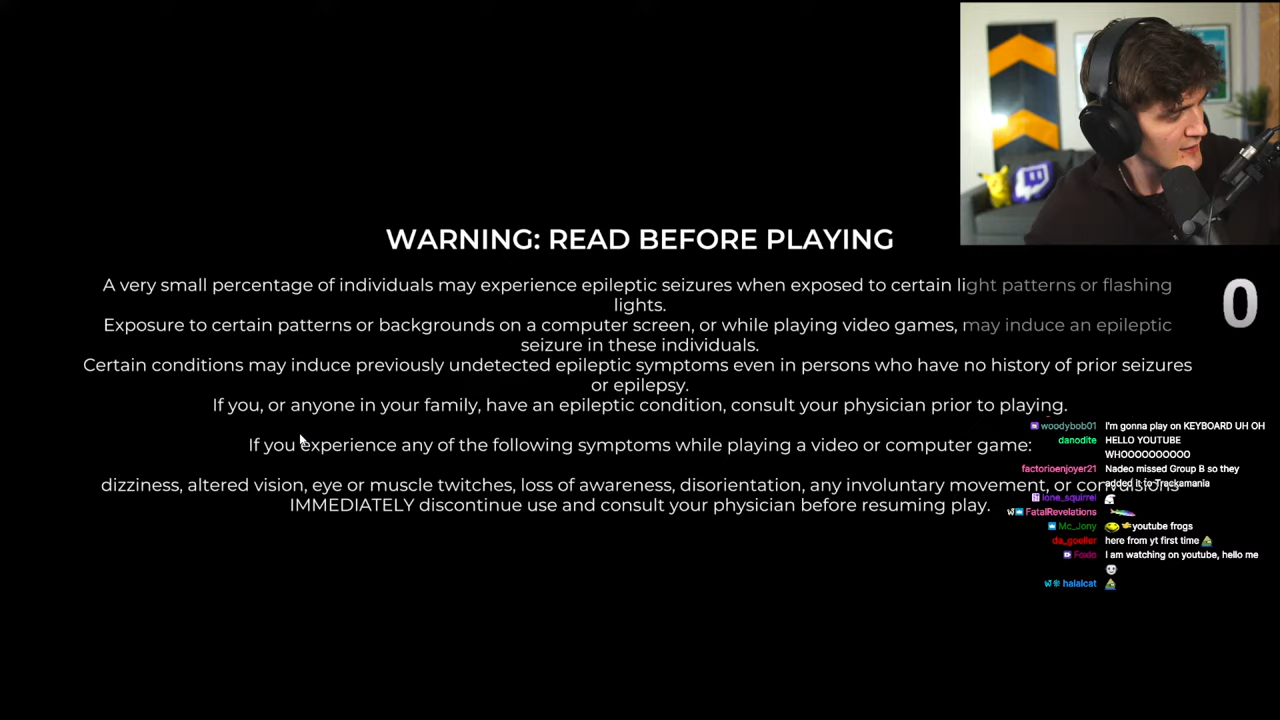 WARNING: READ BEFORE PLAYING
A very small percentage of individuals may experience epileptic seizures when exposed to certain light patterns or flashing
lights.
Exposure to certain patterns or backgrounds on a computer screen, or while playing video games, may induce an epileptic
seizure in these individuals.
Certain conditions may induce previously undetected epileptic symptoms even in persons who have no history of prior seizures
or epilepsy.
If you, or anyone in your family, have an epileptic condition, consult your physician prior to playing.
If you experience any of the following symptoms while playing a video or computer game:
dizziness, altered vision, eye or muscle twitches, loss of awareness, disorientation, any involuntary movement, or convulsions
IMMEDIATELY discontinue use and consult your physician before resuming play.
0
woodybob01 I'm gonna play on KEYBOARD UH OH
danodite HELLO YOUTUBE
WHOOOOOOOOO
factorioenjoyer21 Nadeo missed Group B so they
added it to Trackamania
lone_squirrel
FatalRevelations
Mc_Jony youtube frogs
da_goeller here from yt first time
Foxlo I am watching on youtube, hello me
halalcat